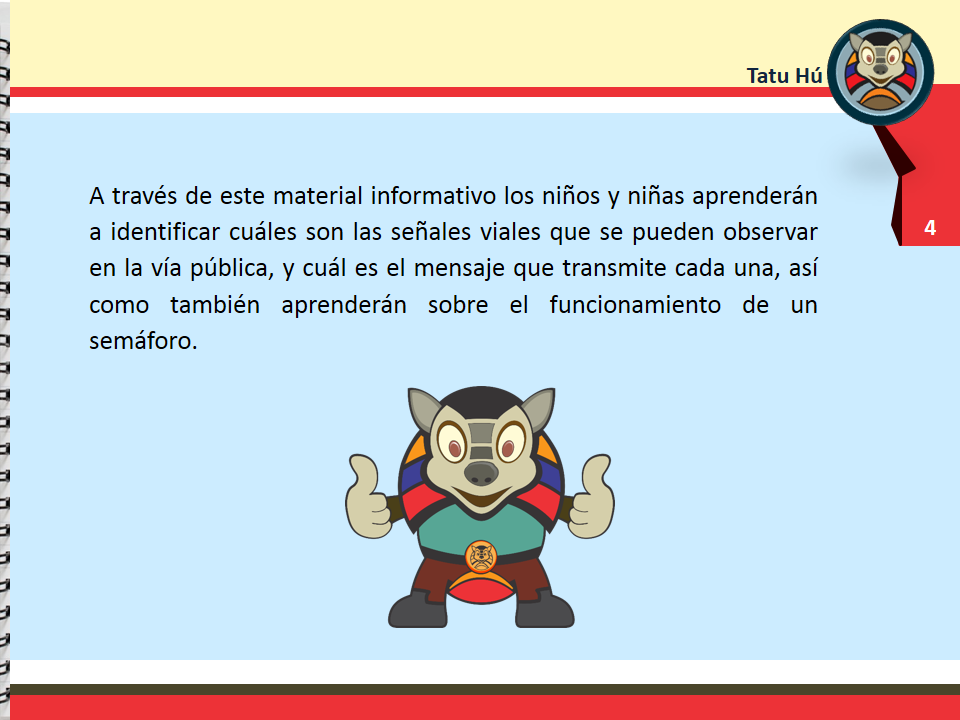 Tatu Hú
4
A través de este material informativo los niños y niñas aprenderán
a identificar cuáles son las señales viales que se pueden observar
en la vía pública, y cuál es el mensaje que transmite cada una, así
como también aprenderán sobre el funcionamiento de un
semáforo.